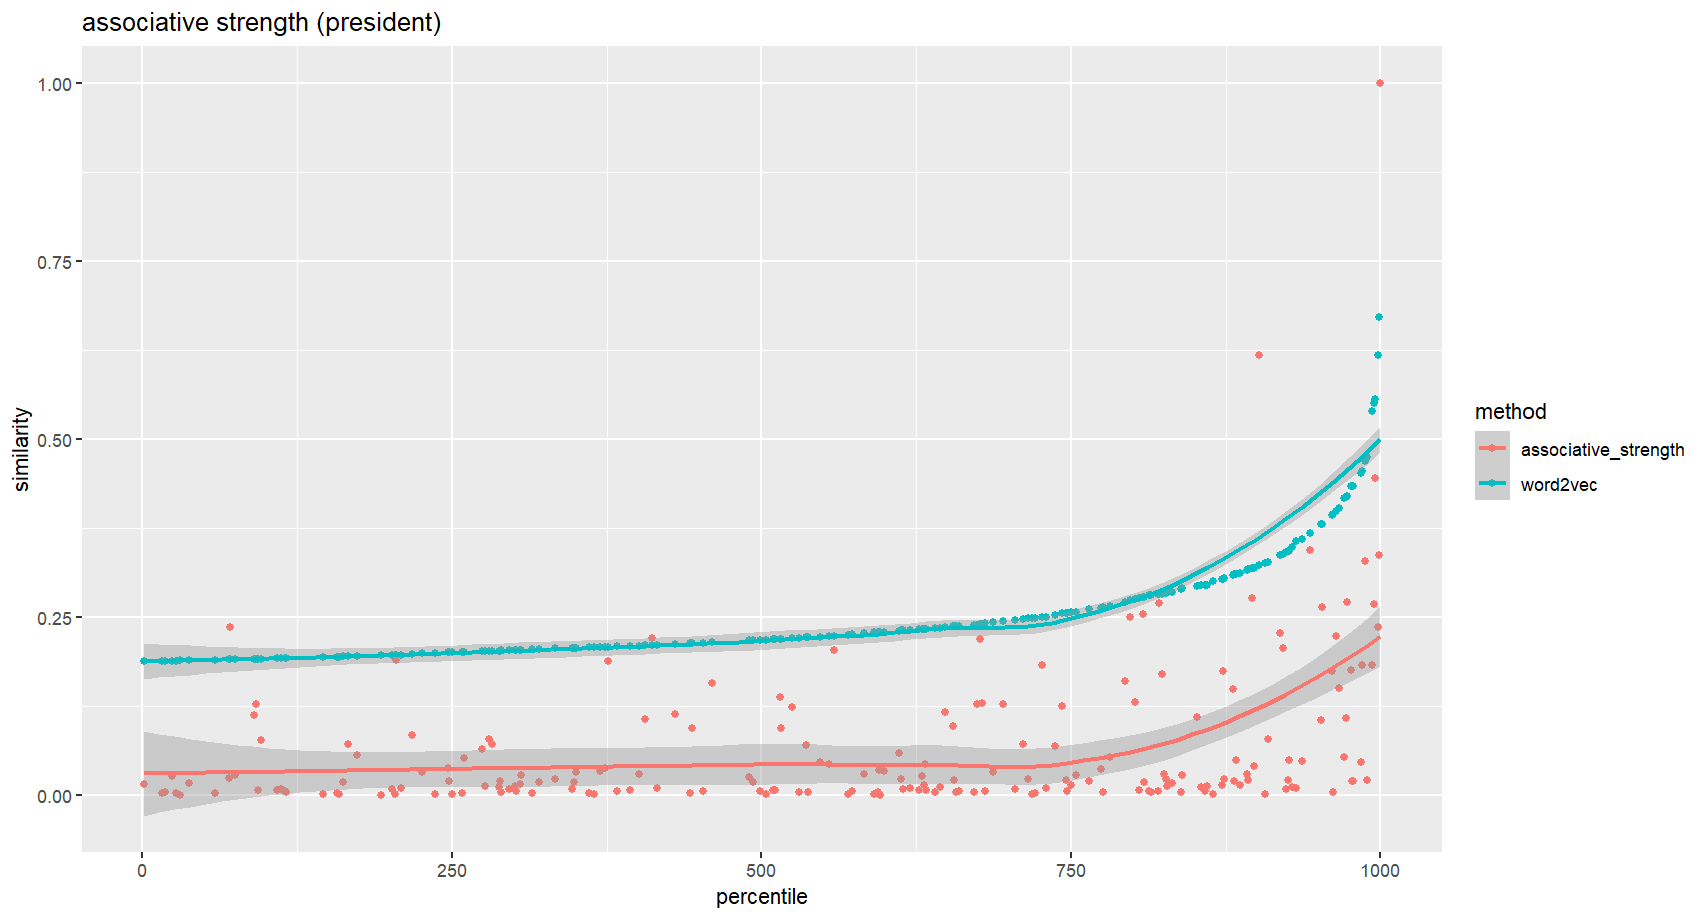 associative strength (president)
1.00
0.75
0.50
0.25
0.00
similarity
0 250 500 750 1000
percentile
method
associative_strength
word2vec